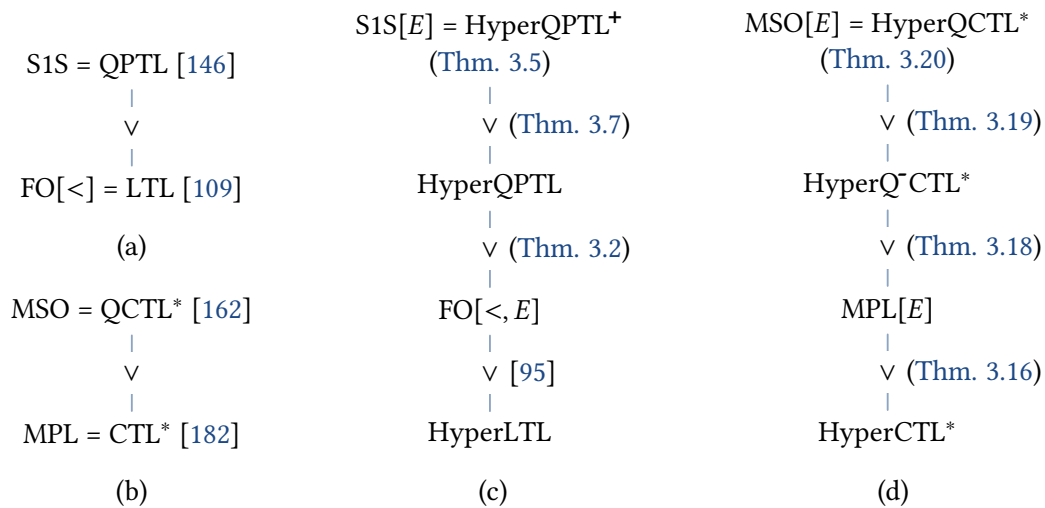 S1S = QPTL [146]
∨
FO[<] = LTL [109]
(a)
MSO = QCTL* [162]
∨
MPL = CTL* [182]
(b)
S1S[E] = HyperQPTL⁺
(Thm. 3.5)
∨ (Thm. 3.7)
HyperQPTL
∨ (Thm. 3.2)
FO[<, E]
∨ [95]
HyperLTL
(c)
MSO[E] = HyperQCTL*
(Thm. 3.20)
∨ (Thm. 3.19)
HyperQ⁻CTL*
∨ (Thm. 3.18)
MPL[E]
∨ (Thm. 3.16)
HyperCTL*
(d)